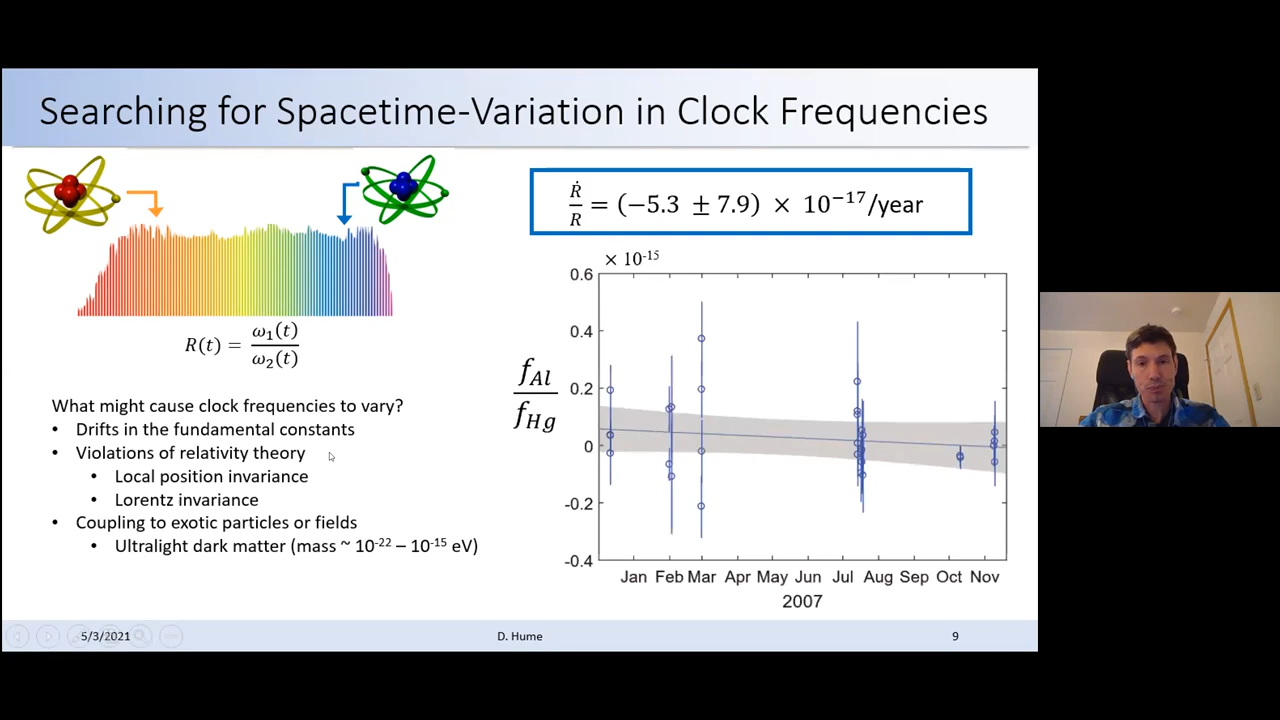 Searching for Spacetime-Variation in Clock Frequencies
R(t) = ω₁(t) / ω₂(t)
What might cause clock frequencies to vary?
• Drifts in the fundamental constants
• Violations of relativity theory
• Local position invariance
• Lorentz invariance
• Coupling to exotic particles or fields
• Ultralight dark matter (mass ~ 10⁻²² – 10⁻¹⁵ eV)
Ṙ/R = (−5.3 ± 7.9) × 10⁻¹⁷/year
× 10⁻¹⁵
0.6
0.4
0.2
0
-0.2
-0.4
f_Al / f_Hg
Jan Feb Mar Apr May Jun Jul Aug Sep Oct Nov
2007
5/3/2021 D. Hume 9